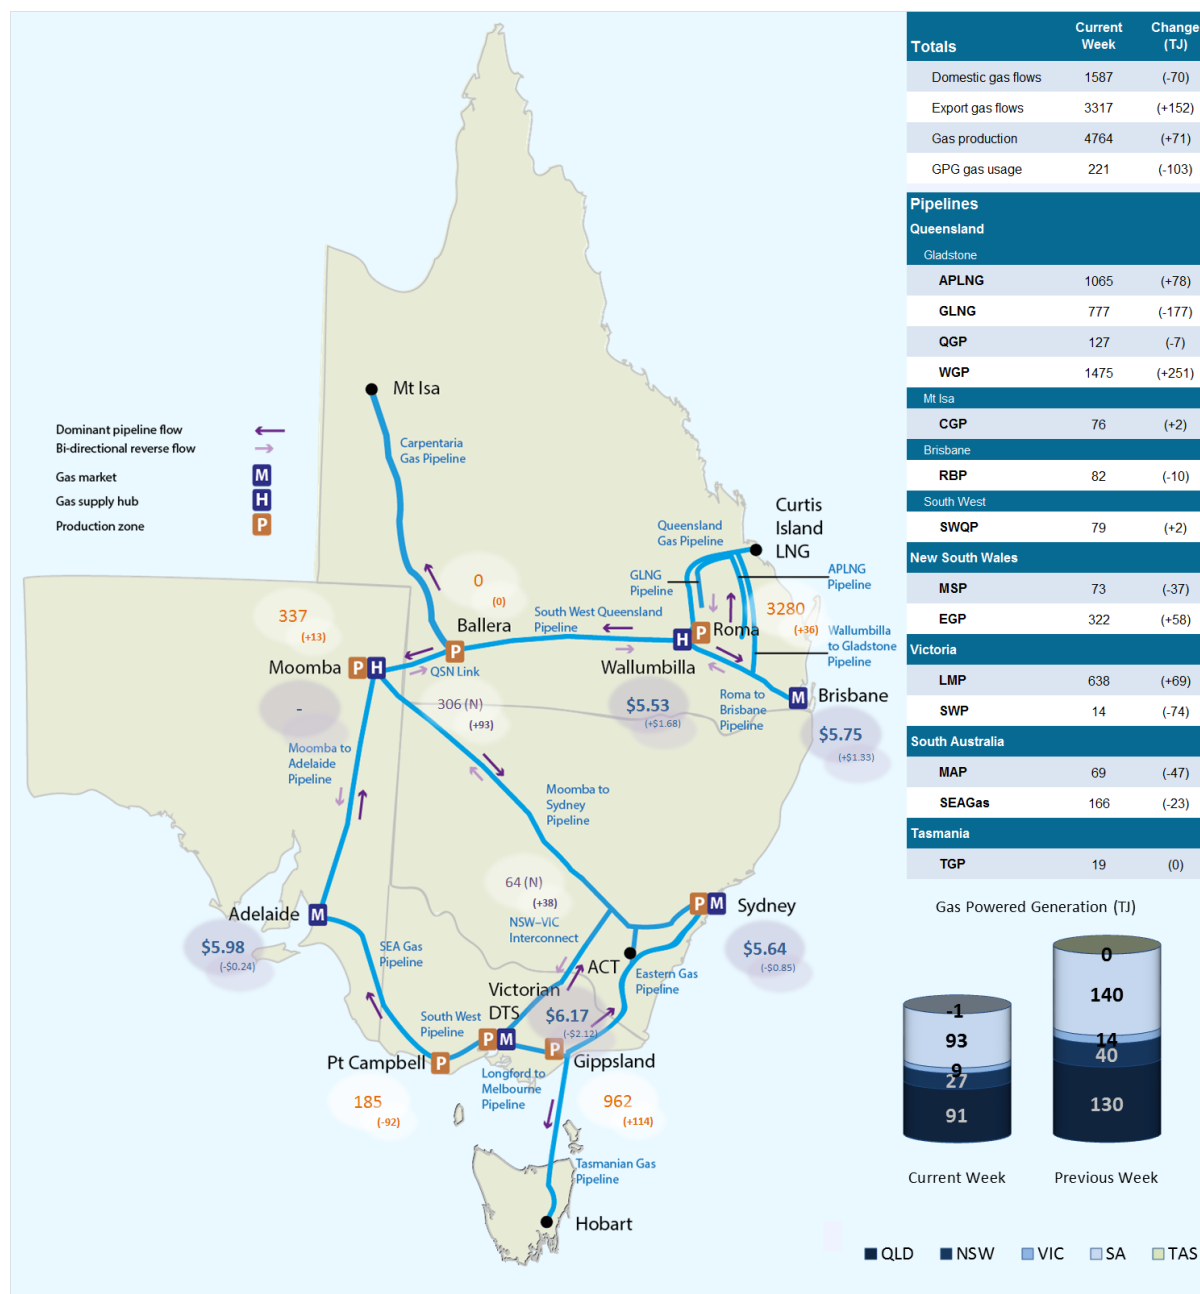 Totals Current Week Change (TJ)
Domestic gas flows 1587 (-70)
Export gas flows 3317 (+152)
Gas production 4764 (+71)
GPG gas usage 221 (-103)
Pipelines
Queensland
Gladstone
APLNG 1065 (+78)
GLNG 777 (-177)
QGP 127 (-7)
WGP 1475 (+251)
Mt Isa
CGP 76 (+2)
Brisbane
RBP 82 (-10)
South West
SWQP 79 (+2)
New South Wales
MSP 73 (-37)
EGP 322 (+58)
Victoria
LMP 638 (+69)
SWP 14 (-74)
South Australia
MAP 69 (-47)
SEAGas 166 (-23)
Tasmania
TGP 19 (0)
Gas Powered Generation (TJ)
-1
93
9
27
91
Current Week
0
140
14
40
130
Previous Week
QLD NSW VIC SA TAS
Dominant pipeline flow
Bi-directional reverse flow
Gas market M
Gas supply hub H
Production zone P
Mt Isa
Carpentaria
Gas Pipeline
Curtis
Island
LNG
Queensland
Gas Pipeline
GLNG
Pipeline
APLNG
Pipeline
3280
(+36)
Wallumbilla
to Gladstone
Pipeline
0
(0)
337
(+13)
Ballera
P
South West Queensland
Pipeline
H P Roma
Wallumbilla
$5.53
(+$1.68)
Roma to
Brisbane
Pipeline
M Brisbane
$5.75
(+$1.33)
Moomba P H
-
QSN Link
306 (N)
(+93)
Moomba to
Adelaide
Pipeline
Moomba to
Sydney
Pipeline
64 (N)
(+38)
NSW–VIC
Interconnect
Adelaide M
$5.98
(-$0.24)
SEA Gas
Pipeline
P M Sydney
$5.64
(-$0.85)
ACT
Eastern Gas
Pipeline
Victorian
DTS
$6.17
(-$2.12)
South West
Pipeline
P M
P
Gippsland
Pt Campbell P
185
(-92)
Longford to
Melbourne
Pipeline
962
(+114)
Tasmanian Gas
Pipeline
Hobart